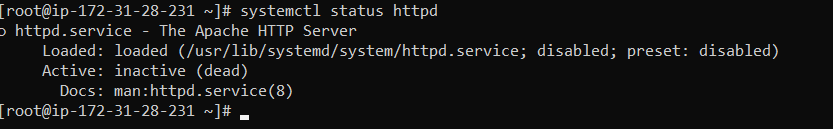 [root@ip-172-31-28-231 ~]# systemctl status httpd
o httpd.service - The Apache HTTP Server
Loaded: loaded (/usr/lib/systemd/system/httpd.service; disabled; preset: disabled)
Active: inactive (dead)
Docs: man:httpd.service(8)
[root@ip-172-31-28-231 ~]#